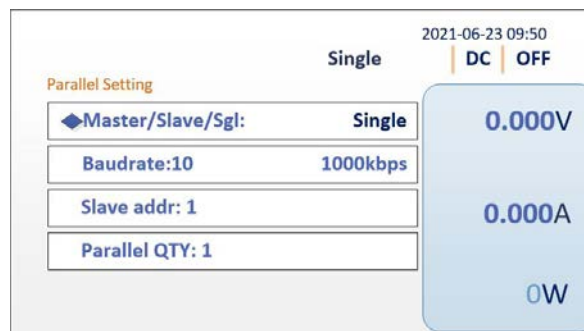 2021-06-23 09:50
Single DC OFF
Parallel Setting
Master/Slave/Sgl: Single
0.000V
Baudrate:10 1000kbps
Slave addr: 1
0.000A
Parallel QTY: 1
0W